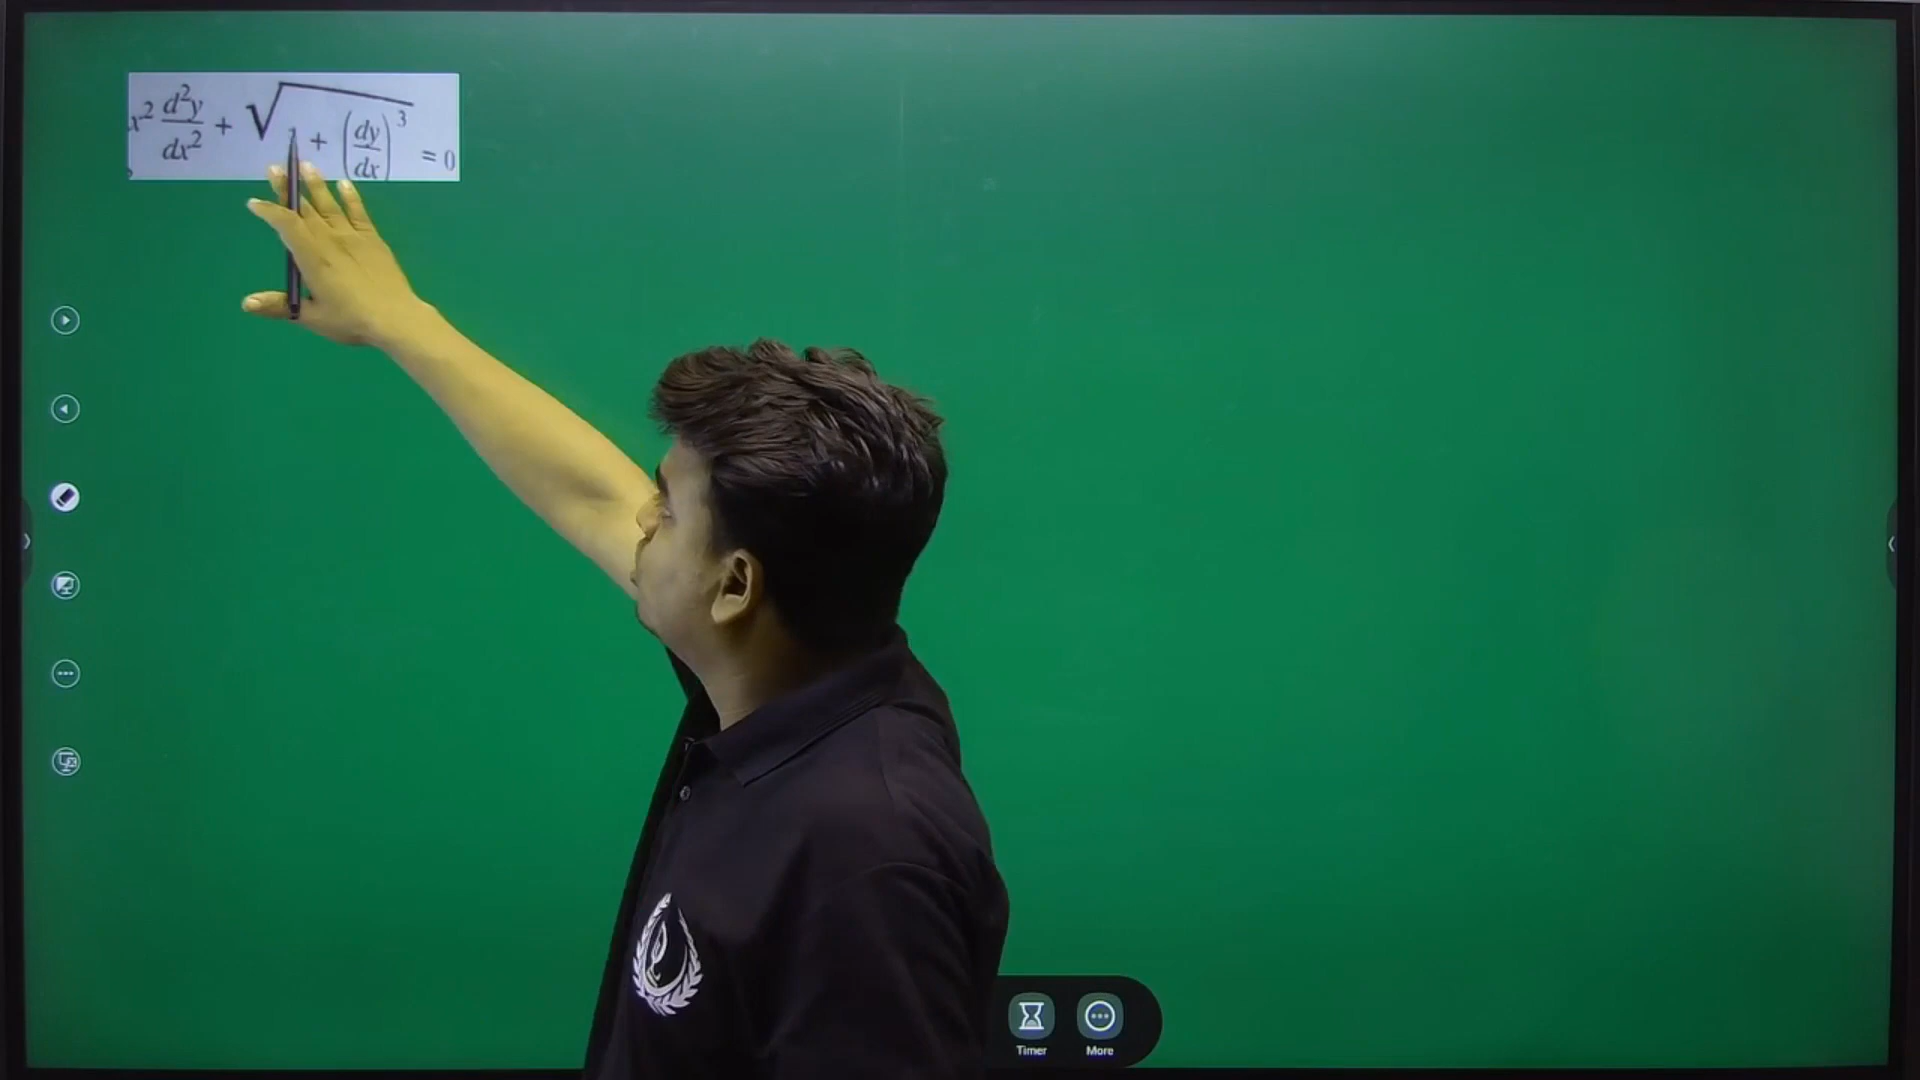 x² d²y/dx² + √(1 + (dy/dx)³) = 0
Timer
More